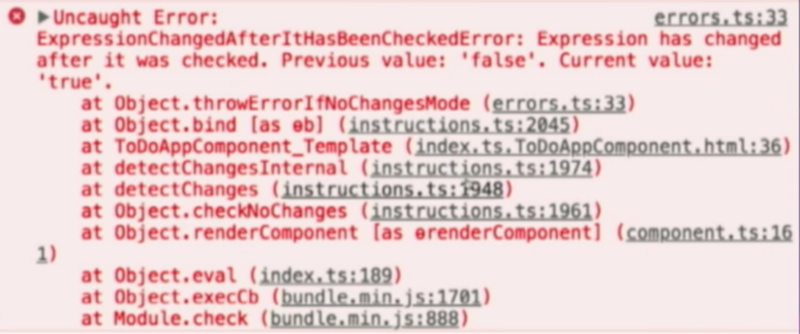 ▶Uncaught Error: errors.ts:33
ExpressionChangedAfterItHasBeenCheckedError: Expression has changed
after it was checked. Previous value: 'false'. Current value:
'true'.
at Object.throwErrorIfNoChangesMode (errors.ts:33)
at Object.bind [as ɵb] (instructions.ts:2045)
at ToDoAppComponent_Template (index.ts.ToDoAppComponent.html:36)
at detectChangesInternal (instructions.ts:1974)
at detectChanges (instructions.ts:1948)
at Object.checkNoChanges (instructions.ts:1961)
at Object.renderComponent [as ɵrenderComponent] (component.ts:16
1)
at Object.eval (index.ts:189)
at Object.execCb (bundle.min.js:1701)
at Module.check (bundle.min.js:888)